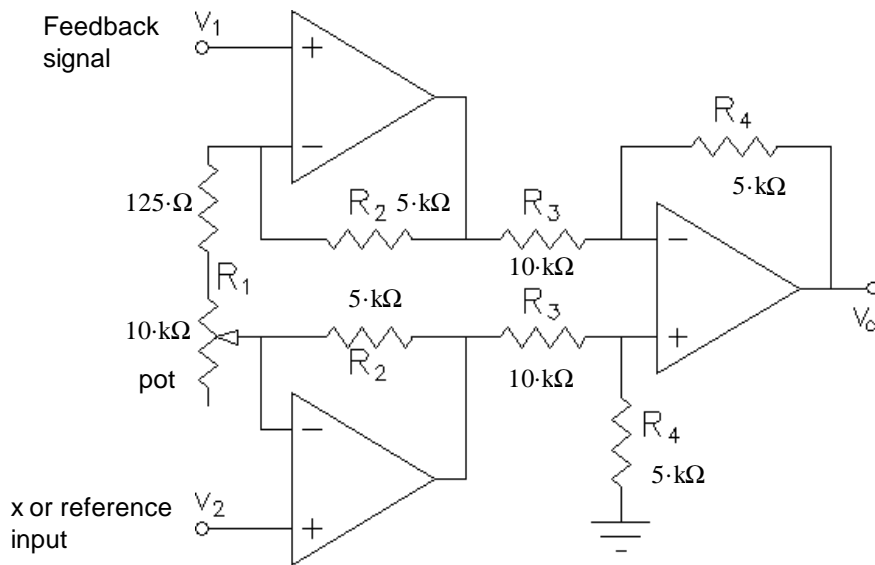 Feedback
signal
V1
+
−
R4
5·kΩ
125·Ω
R2 5·kΩ
R3
10·kΩ
−
R1
5·kΩ
R3
10·kΩ
R2
10·kΩ
+
Vo
pot
−
R4
5·kΩ
x or reference
input
V2
+